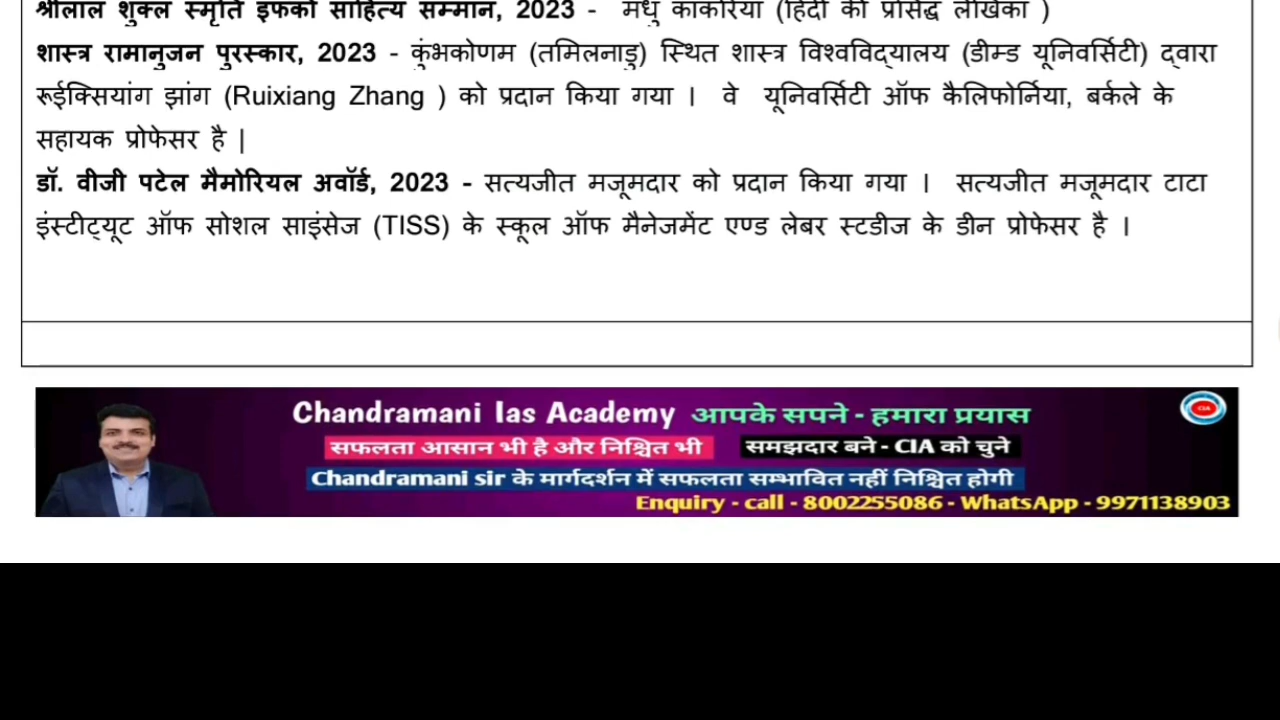 श्रीलाल शुक्ल स्मृति इफको साहित्य सम्मान, 2023 - मधु कांकरिया (हिंदी की प्रसिद्ध लेखिका )
शास्त्र रामानुजन पुरस्कार, 2023 - कुंभकोणम (तमिलनाडु) स्थित शास्त्र विश्वविद्यालय (डीम्ड यूनिवर्सिटी) द्वारा
रूईक्सियांग झांग (Ruixiang Zhang ) को प्रदान किया गया । वे यूनिवर्सिटी ऑफ कैलिफोर्निया, बर्कले के
सहायक प्रोफेसर है |
डॉ. वीजी पटेल मैमोरियल अवॉर्ड, 2023 - सत्यजीत मजूमदार को प्रदान किया गया । सत्यजीत मजूमदार टाटा
इंस्टीट्यूट ऑफ सोशल साइंसेज (TISS) के स्कूल ऑफ मैनेजमेंट एण्ड लेबर स्टडीज के डीन प्रोफेसर है ।
Chandramani Ias Academy आपके सपने - हमारा प्रयास
CIA
सफलता आसान भी है और निश्चित भी समझदार बने - CIA को चुने
Chandramani sir के मार्गदर्शन में सफलता सम्भावित नहीं निश्चित होगी
Enquiry - call - 8002255086 - WhatsApp - 9971138903